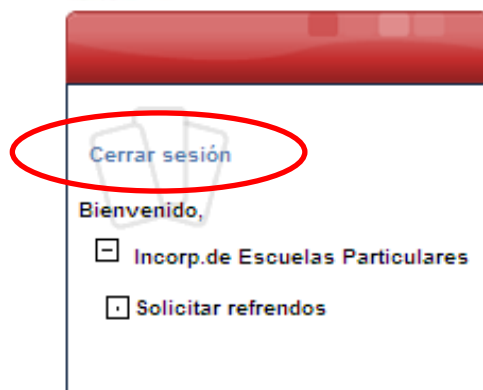 Cerrar sesión
Bienvenido,
Incorp.de Escuelas Particulares
Solicitar refrendos